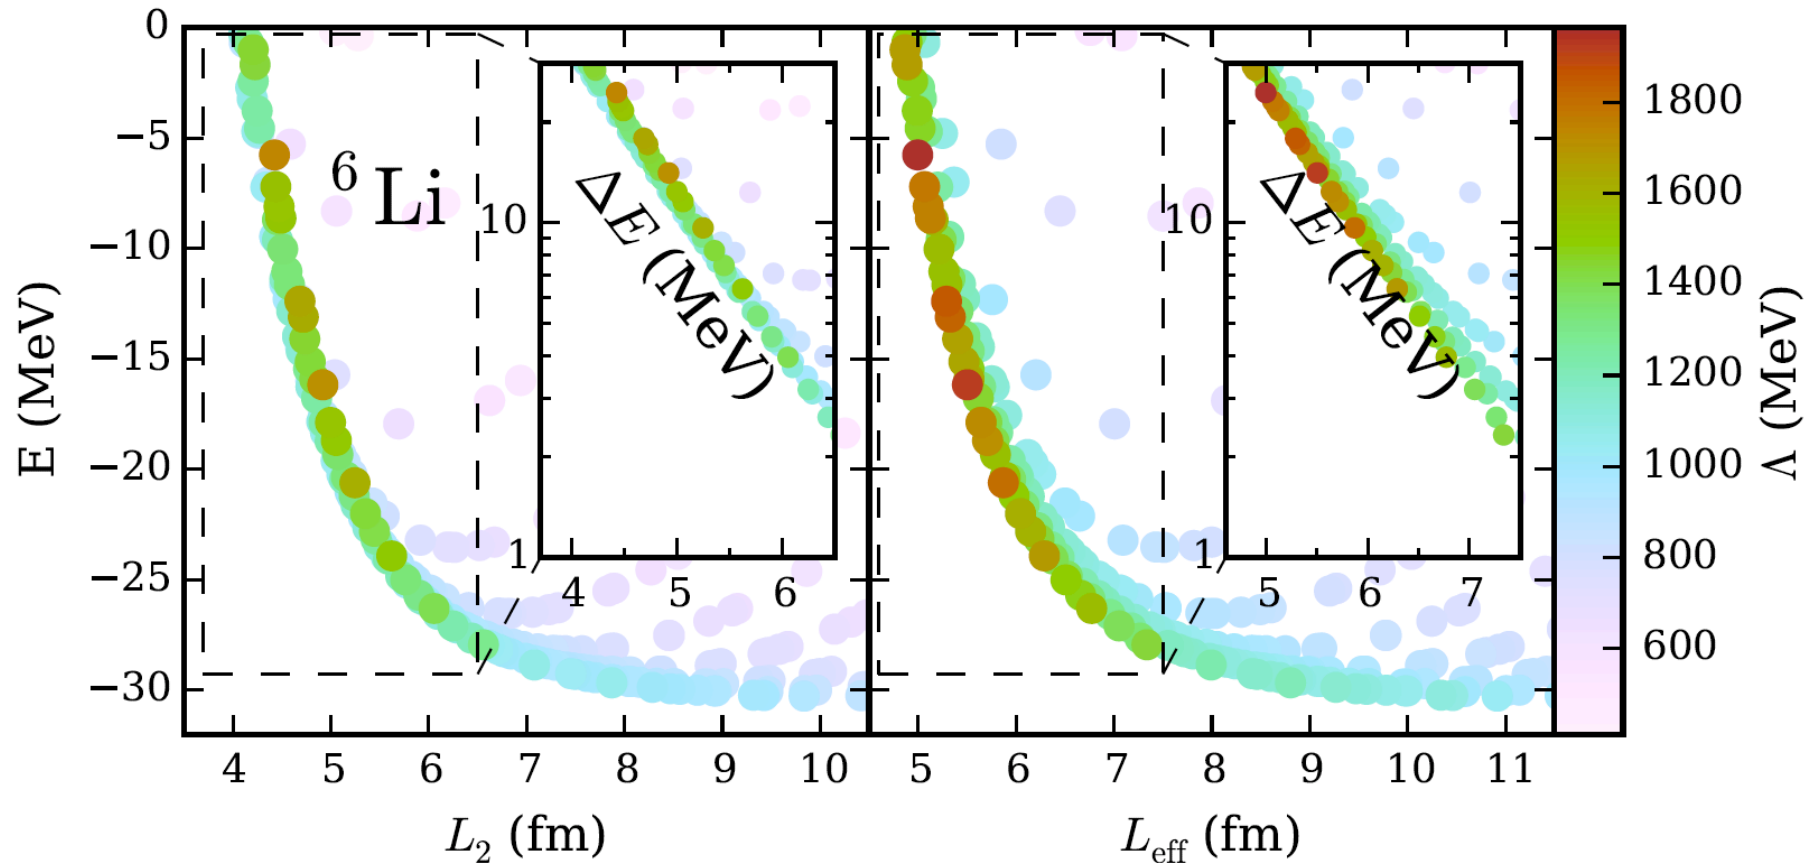 0
−5
−10
−15
−20
−25
−30
E (MeV)
⁶Li
10
1
ΔE (MeV)
4 5 6
4 5 6 7 8 9 10
L₂ (fm)
10
1
ΔE (MeV)
5 6 7
5 6 7 8 9 10 11
L_eff (fm)
1800
1600
1400
1200
1000
800
600
Λ (MeV)